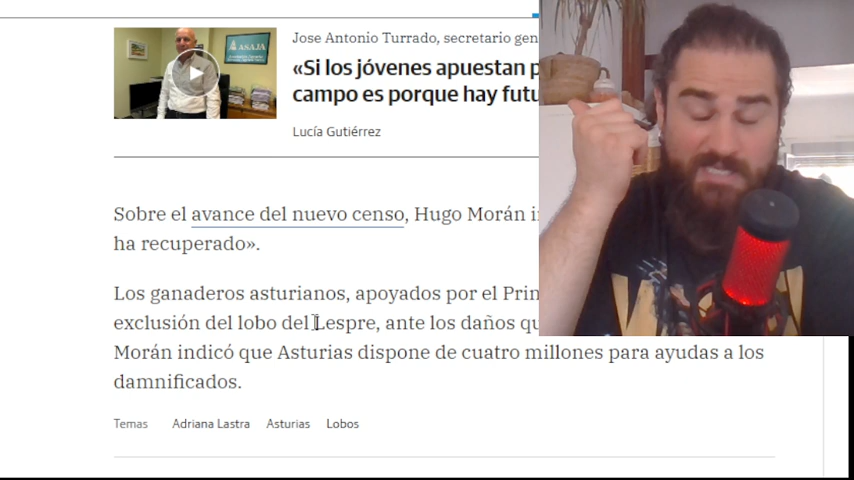 ASAJA
Jose Antonio Turrado, secretario gen
«Si los jóvenes apuestan p
campo es porque hay futu
Lucía Gutiérrez
Sobre el avance del nuevo censo, Hugo Morán i
ha recuperado».
Los ganaderos asturianos, apoyados por el Prin
exclusión del lobo del Lespre, ante los daños qu
Morán indicó que Asturias dispone de cuatro millones para ayudas a los
damnificados.
Temas Adriana Lastra Asturias Lobos